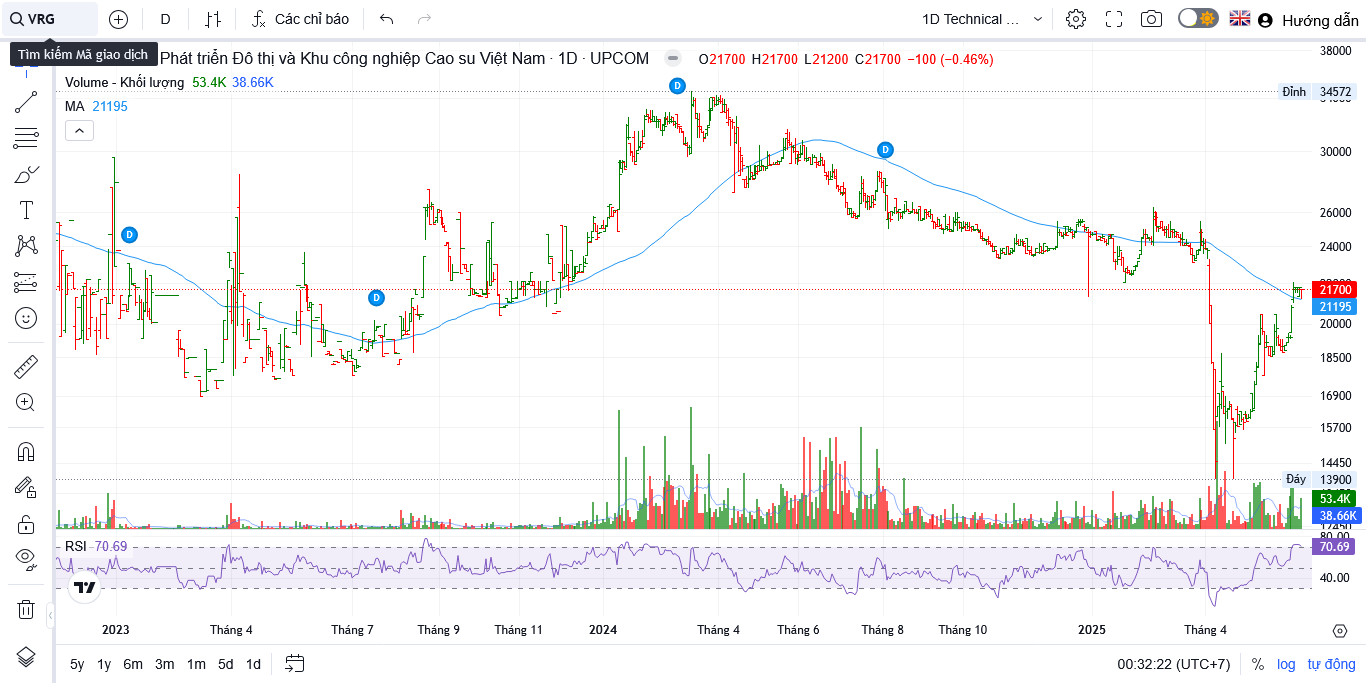 VRG
D
Các chỉ báo
1D Technical ...
Hướng dẫn
Tìm kiếm Mã giao dịch
Phát triển Đô thị và Khu công nghiệp Cao su Việt Nam · 1D · UPCOM
O21700 H21700 L21200 C21700 −100 (−0.46%)
Volume - Khối lượng 53.4K 38.66K
MA 21195
38000
Đỉnh 34572
D
D
D
D
30000
26000
24000
21700
21195
20000
18500
16900
15700
14450
Đáy 13900
53.4K
38.66K
80.00
RSI 70.69
70.69
40.00
2023 Tháng 4 Tháng 7 Tháng 9 Tháng 11 2024 Tháng 4 Tháng 6 Tháng 8 Tháng 10 2025 Tháng 4
5y 1y 6m 3m 1m 5d 1d
00:32:22 (UTC+7) % log tự động